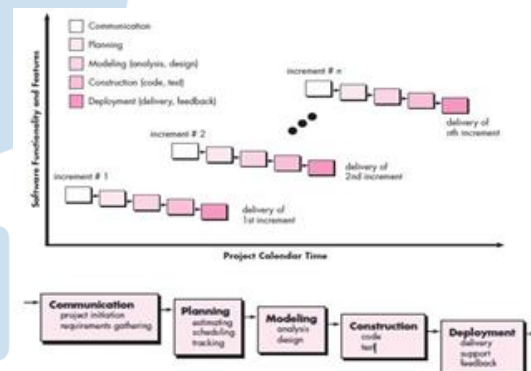 Communication
Planning
Modeling (analysis, design)
Construction (code, test)
Deployment (delivery, feedback)
Software Functionality and Features
increment # n
delivery of
nth increment
increment # 2
delivery of
2nd increment
increment # 1
delivery of
1st increment
Project Calendar Time
Communication
project initiation
requirements gathering
Planning
estimating
scheduling
tracking
Modeling
analysis
design
Construction
code
test
Deployment
delivery
support
feedback